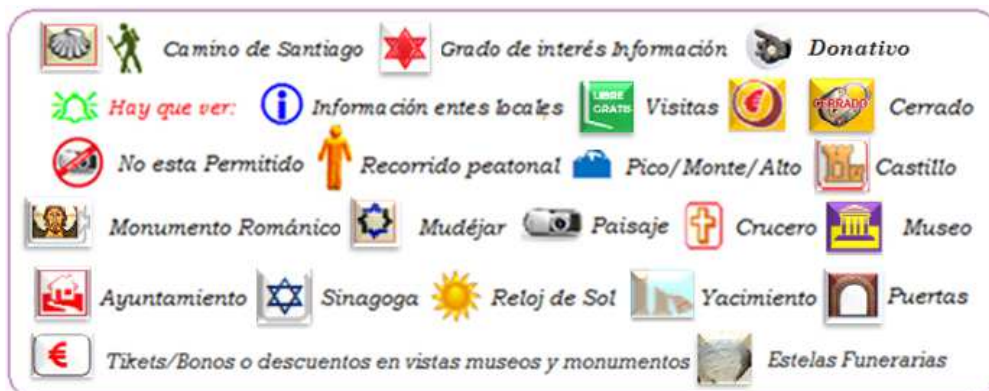 Camino de Santiago Grado de interés Información Donativo
Hay que ver: i Información entes locales LIBRE GRATIS Visitas € CERRADO Cerrado
No esta Permitido Recorrido peatonal Pico/Monte/Alto Castillo
Monumento Románico Mudéjar Paisaje Crucero Museo
Ayuntamiento Sinagoga Reloj de Sol Yacimiento Puertas
€ Tikets/Bonos o descuentos en vistas museos y monumentos Estelas Funerarias